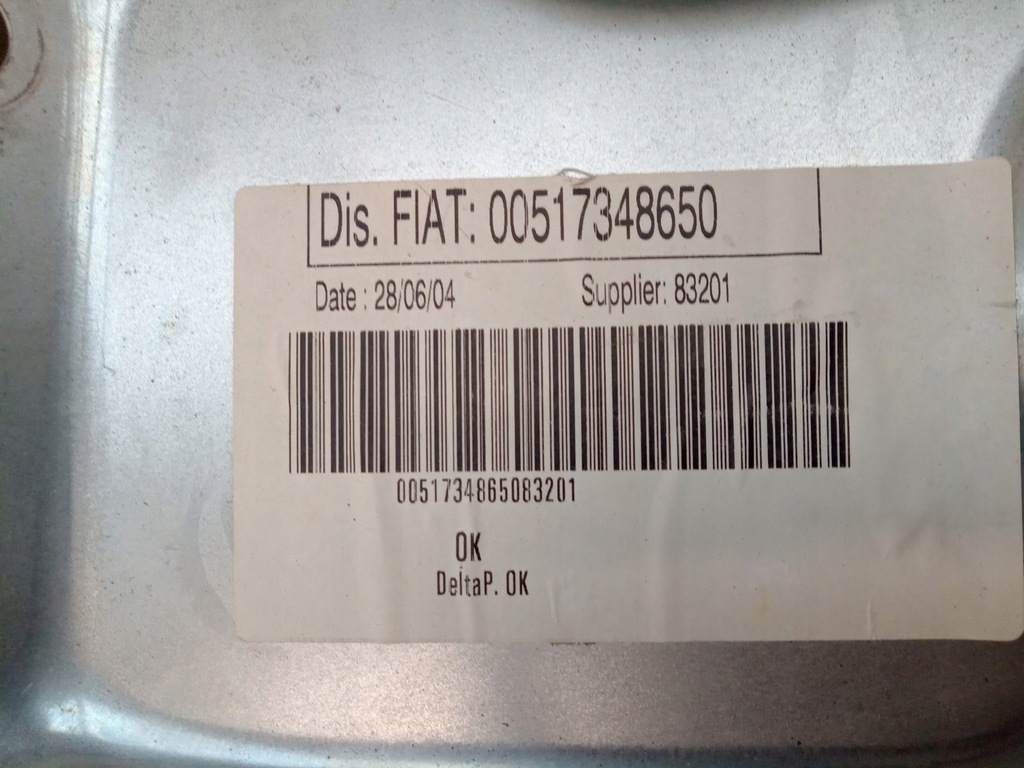 Dis. FIAT: 00517348650
Date : 28/06/04 Supplier: 83201
0051734865083201
OK
DeltaP. OK